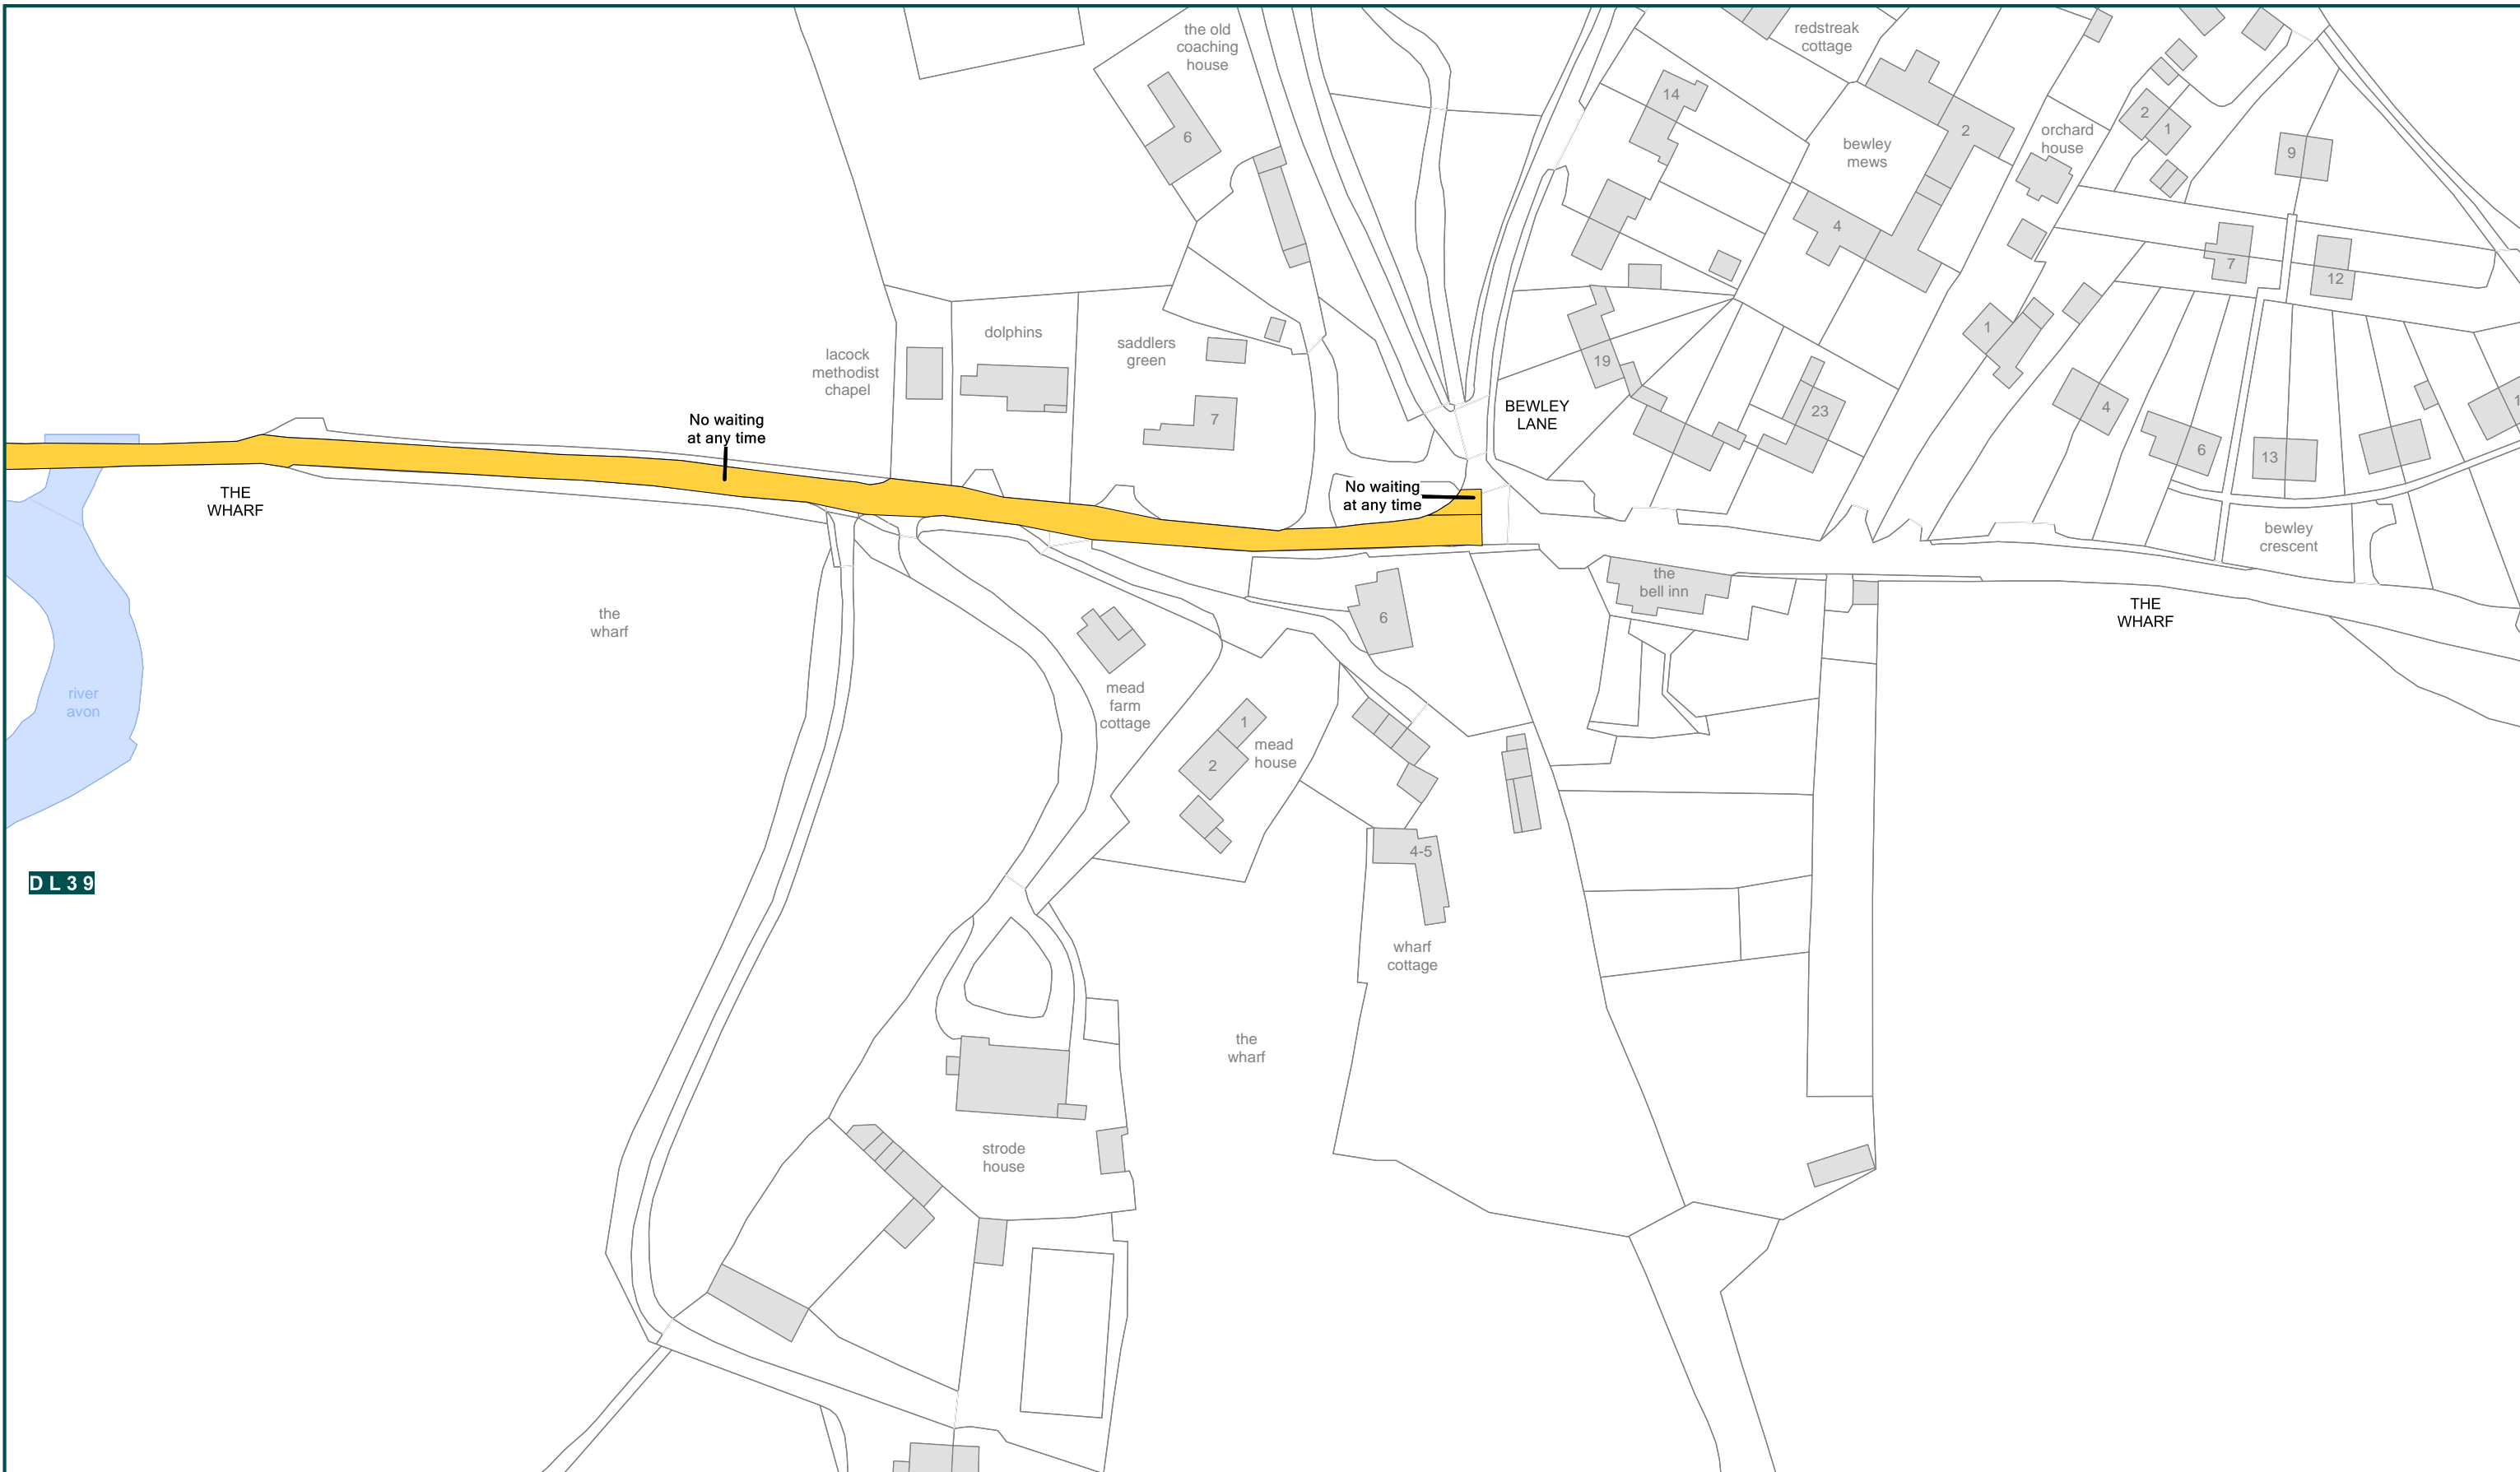 the old
coaching
house
6
redstreak
cottage
14
2
bewley
mews
orchard
house
2
1
9
4
7
12
dolphins
saddlers
green
lacock
methodist
chapel
7
19
1
23
4
6
13
1
BEWLEY
LANE
No waiting
at any time
No waiting
at any time
THE
WHARF
bewley
crescent
the
bell inn
6
THE
WHARF
the
wharf
river
avon
mead
farm
cottage
1
2
mead
house
4-5
DL39
wharf
cottage
the
wharf
strode
house